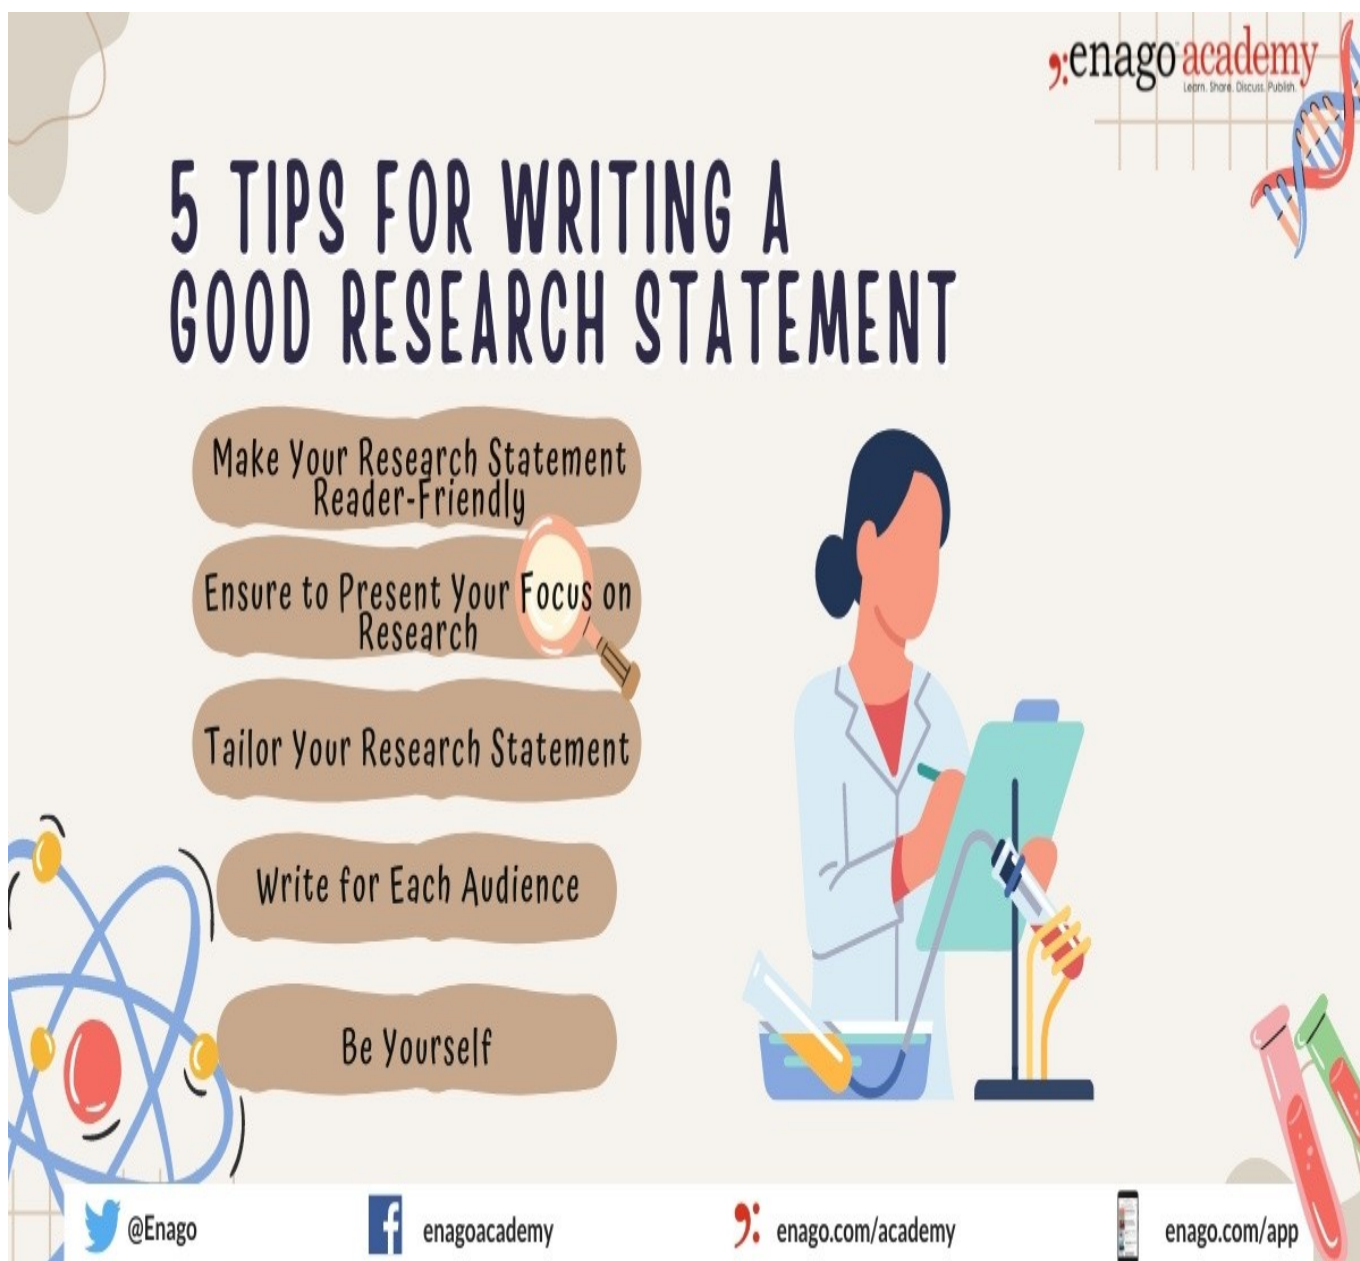 enago academy
Learn. Share. Discuss. Publish.
5 TIPS FOR WRITING A
GOOD RESEARCH STATEMENT
Make Your Research Statement
Reader-Friendly
Ensure to Present Your Focus on
Research
Tailor Your Research Statement
Write for Each Audience
Be Yourself
@Enago
enagoacademy
enago.com/academy
enago.com/app